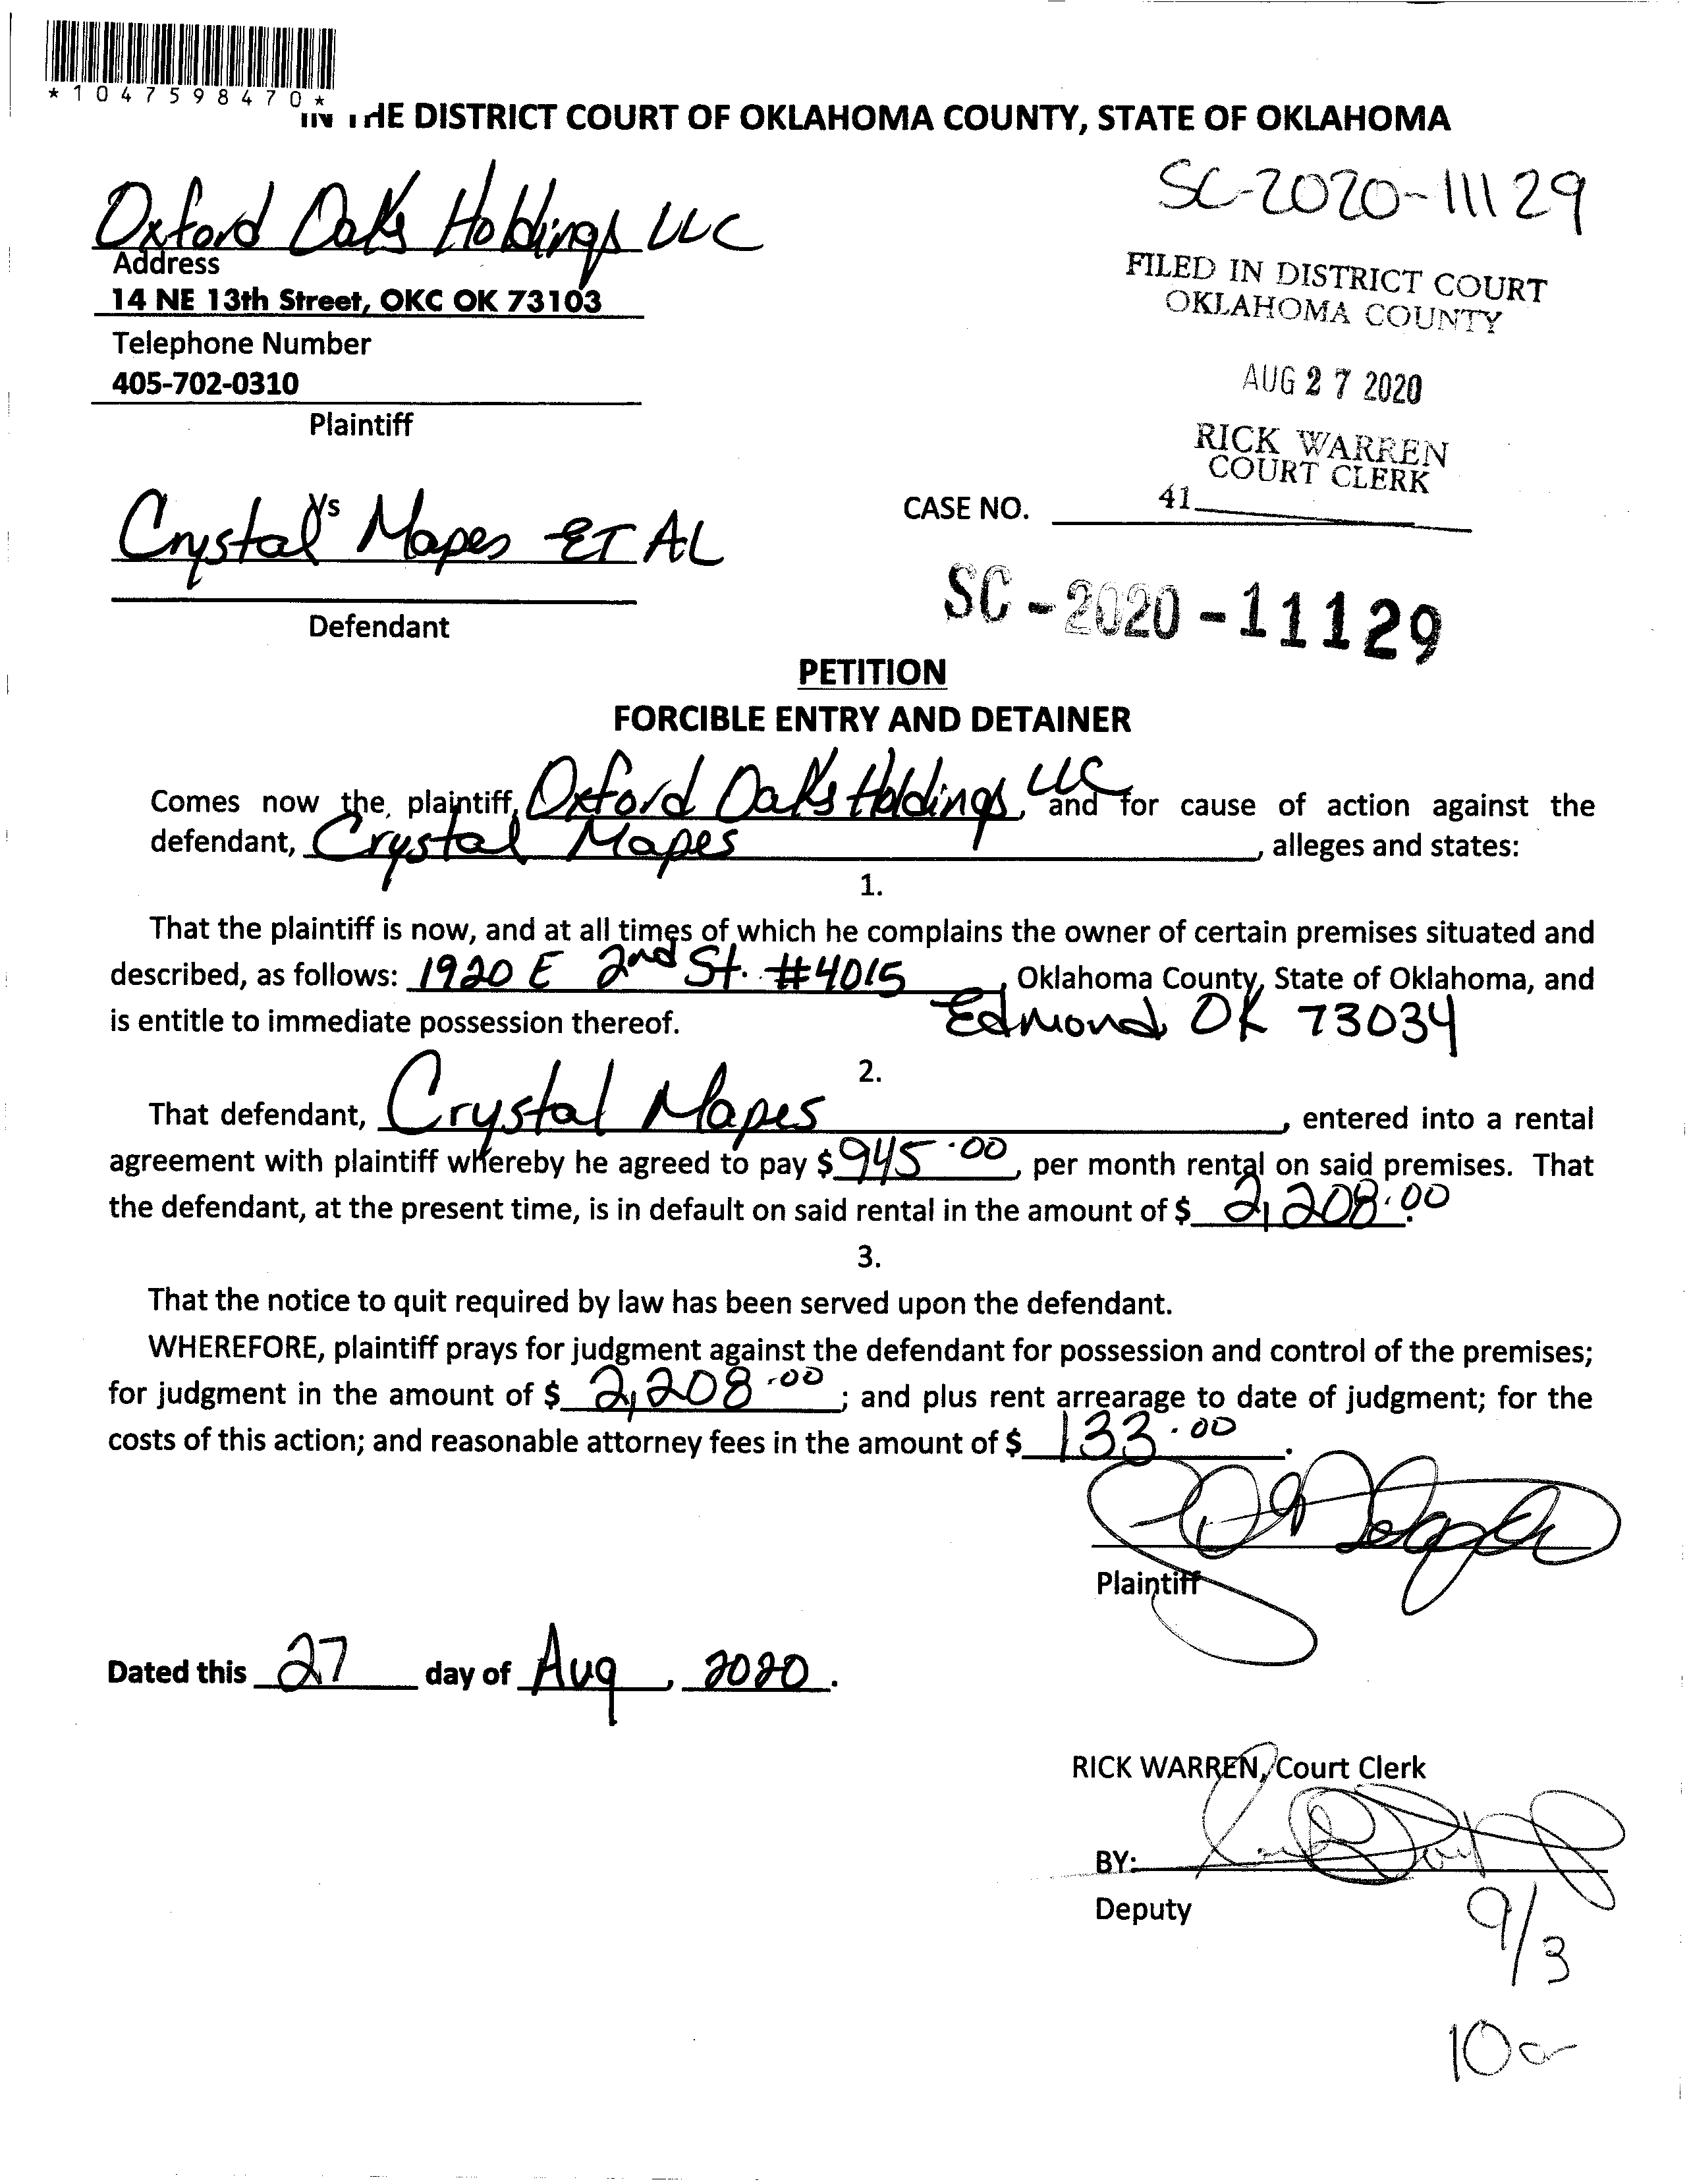 *1047598470*
IN THE DISTRICT COURT OF OKLAHOMA COUNTY, STATE OF OKLAHOMA
SC-2020-11129
Oxford Oaks Holdings LLC
Address
14 NE 13th Street, OKC OK 73103
Telephone Number
405-702-0310
Plaintiff
FILED IN DISTRICT COURT
OKLAHOMA COUNTY
AUG 27 2020
RICK WARREN
COURT CLERK
41
Vs
Crystal Mapes ET AL
CASE NO.
Defendant
SC-2020-11129
PETITION
FORCIBLE ENTRY AND DETAINER
Comes now the, plaintiff, Oxford Oaks Holdings, LLC and for cause of action against the
defendant, Crystal Mapes, alleges and states:
1.
That the plaintiff is now, and at all times of which he complains the owner of certain premises situated and
described, as follows: 1920 E 2nd St. #4015, Oklahoma County, State of Oklahoma, and
is entitle to immediate possession thereof. Edmond OK 73034
2.
That defendant, Crystal Mapes, entered into a rental
agreement with plaintiff whereby he agreed to pay $945.00, per month rental on said premises. That
the defendant, at the present time, is in default on said rental in the amount of $ 2,208.00.
3.
That the notice to quit required by law has been served upon the defendant.
WHEREFORE, plaintiff prays for judgment against the defendant for possession and control of the premises;
for judgment in the amount of $ 2,208.00; and plus rent arrearage to date of judgment; for the
costs of this action; and reasonable attorney fees in the amount of $ 133.00.
Plaintiff
Dated this 27 day of Aug, 2020.
RICK WARREN, Court Clerk
BY:
Deputy
9/3
10a